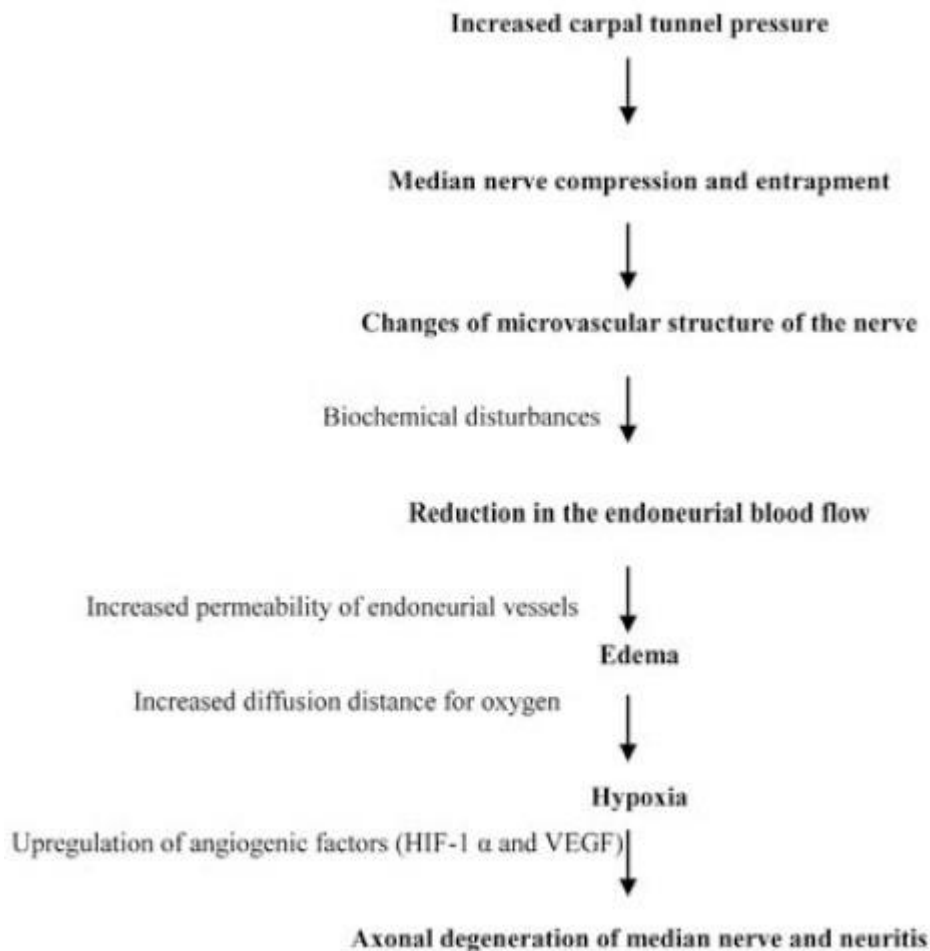 Increased carpal tunnel pressure
Median nerve compression and entrapment
Changes of microvascular structure of the nerve
Biochemical disturbances
Reduction in the endoneurial blood flow
Increased permeability of endoneurial vessels
Edema
Increased diffusion distance for oxygen
Hypoxia
Upregulation of angiogenic factors (HIF-1 α and VEGF)
Axonal degeneration of median nerve and neuritis